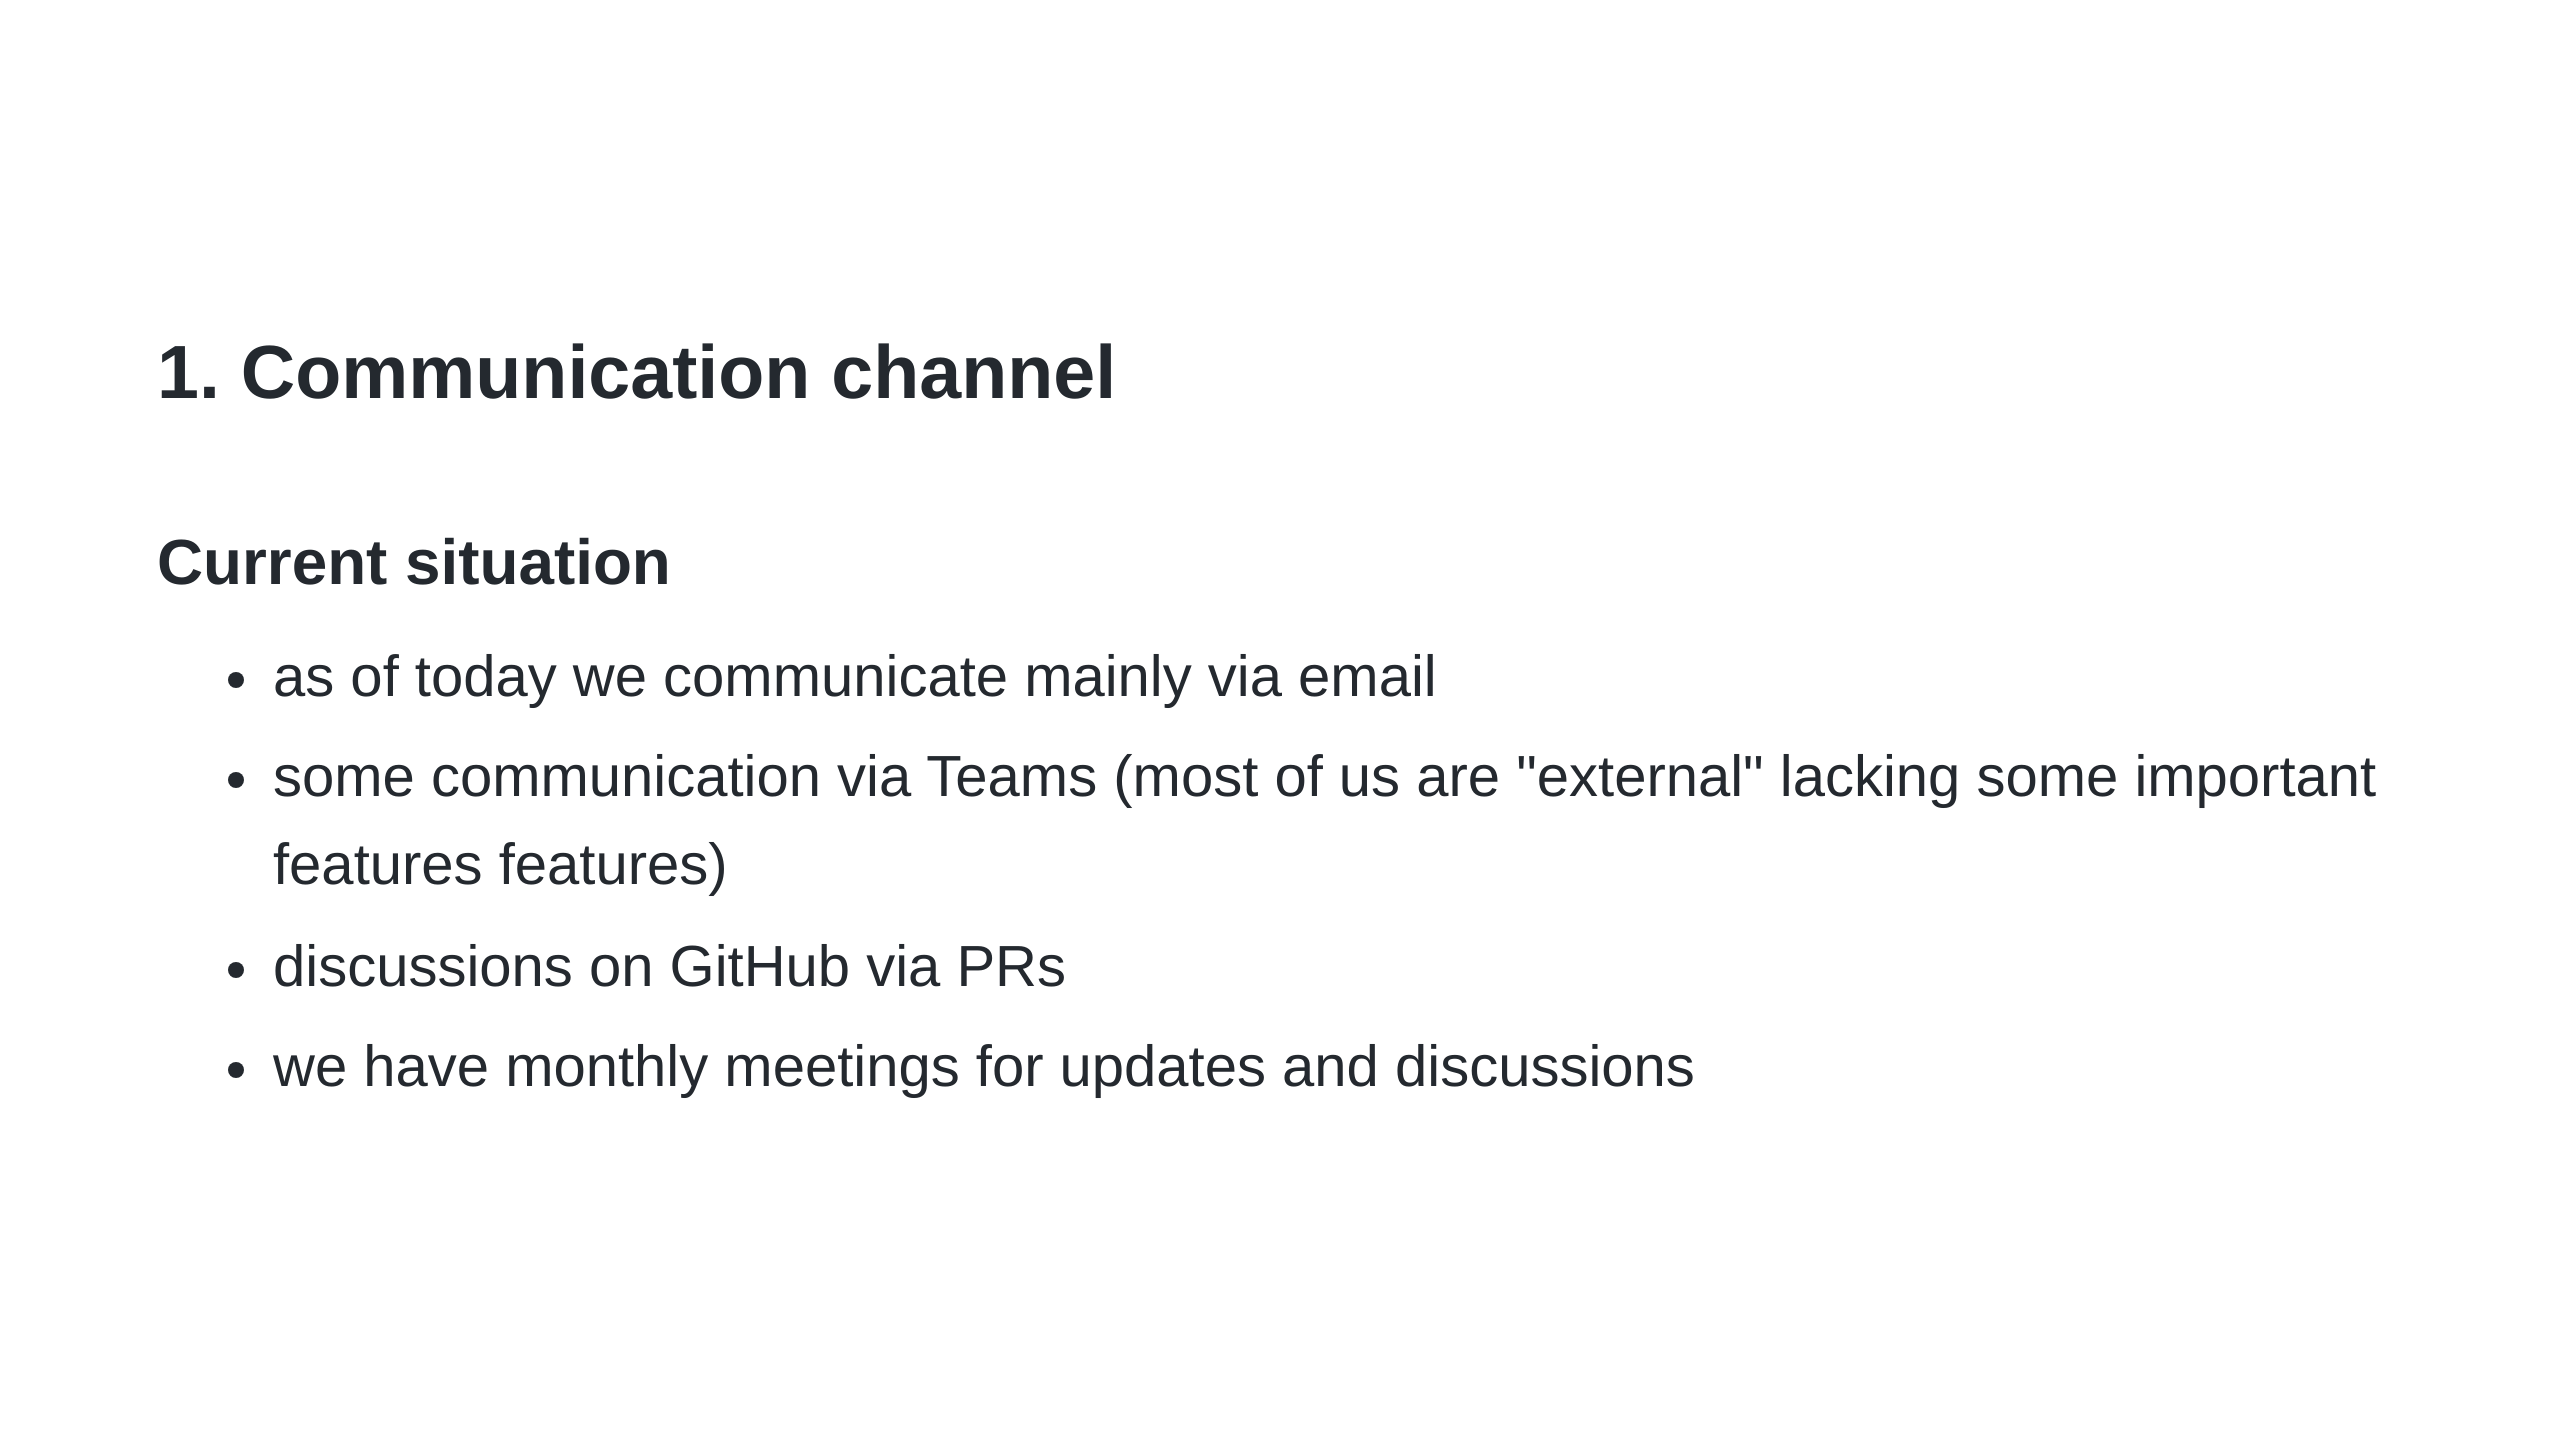 1. Communication channel
Current situation
• as of today we communicate mainly via email
• some communication via Teams (most of us are "external" lacking some important
features features)
• discussions on GitHub via PRs
• we have monthly meetings for updates and discussions